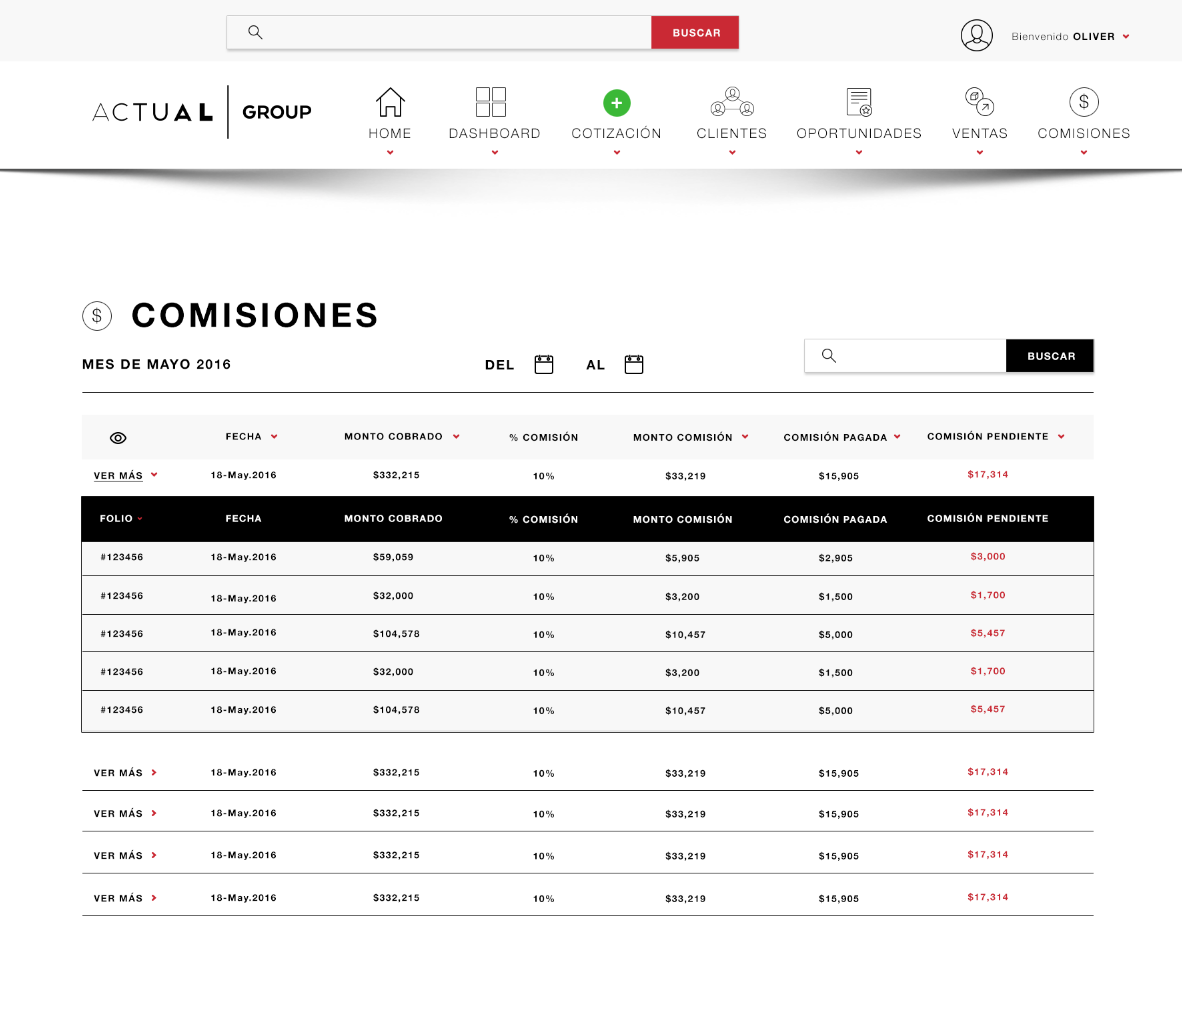 BUSCAR
Bienvenido OLIVER
ACTUAL GROUP
HOME DASHBOARD COTIZACIÓN CLIENTES OPORTUNIDADES VENTAS COMISIONES
$ COMISIONES
MES DE MAYO 2016 DEL AL BUSCAR
FECHA MONTO COBRADO % COMISIÓN MONTO COMISIÓN COMISIÓN PAGADA COMISIÓN PENDIENTE
VER MÁS 18-May.2016 $332,215 10% $33,219 $15,905 $17,314
FOLIO FECHA MONTO COBRADO % COMISIÓN MONTO COMISIÓN COMISIÓN PAGADA COMISIÓN PENDIENTE
#123456 18-May.2016 $59,059 10% $5,905 $2,905 $3,000
#123456 18-May.2016 $32,000 10% $3,200 $1,500 $1,700
#123456 18-May.2016 $104,578 10% $10,457 $5,000 $5,457
#123456 18-May.2016 $32,000 10% $3,200 $1,500 $1,700
#123456 18-May.2016 $104,578 10% $10,457 $5,000 $5,457
VER MÁS 18-May.2016 $332,215 10% $33,219 $15,905 $17,314
VER MÁS 18-May.2016 $332,215 10% $33,219 $15,905 $17,314
VER MÁS 18-May.2016 $332,215 10% $33,219 $15,905 $17,314
VER MÁS 18-May.2016 $332,215 10% $33,219 $15,905 $17,314